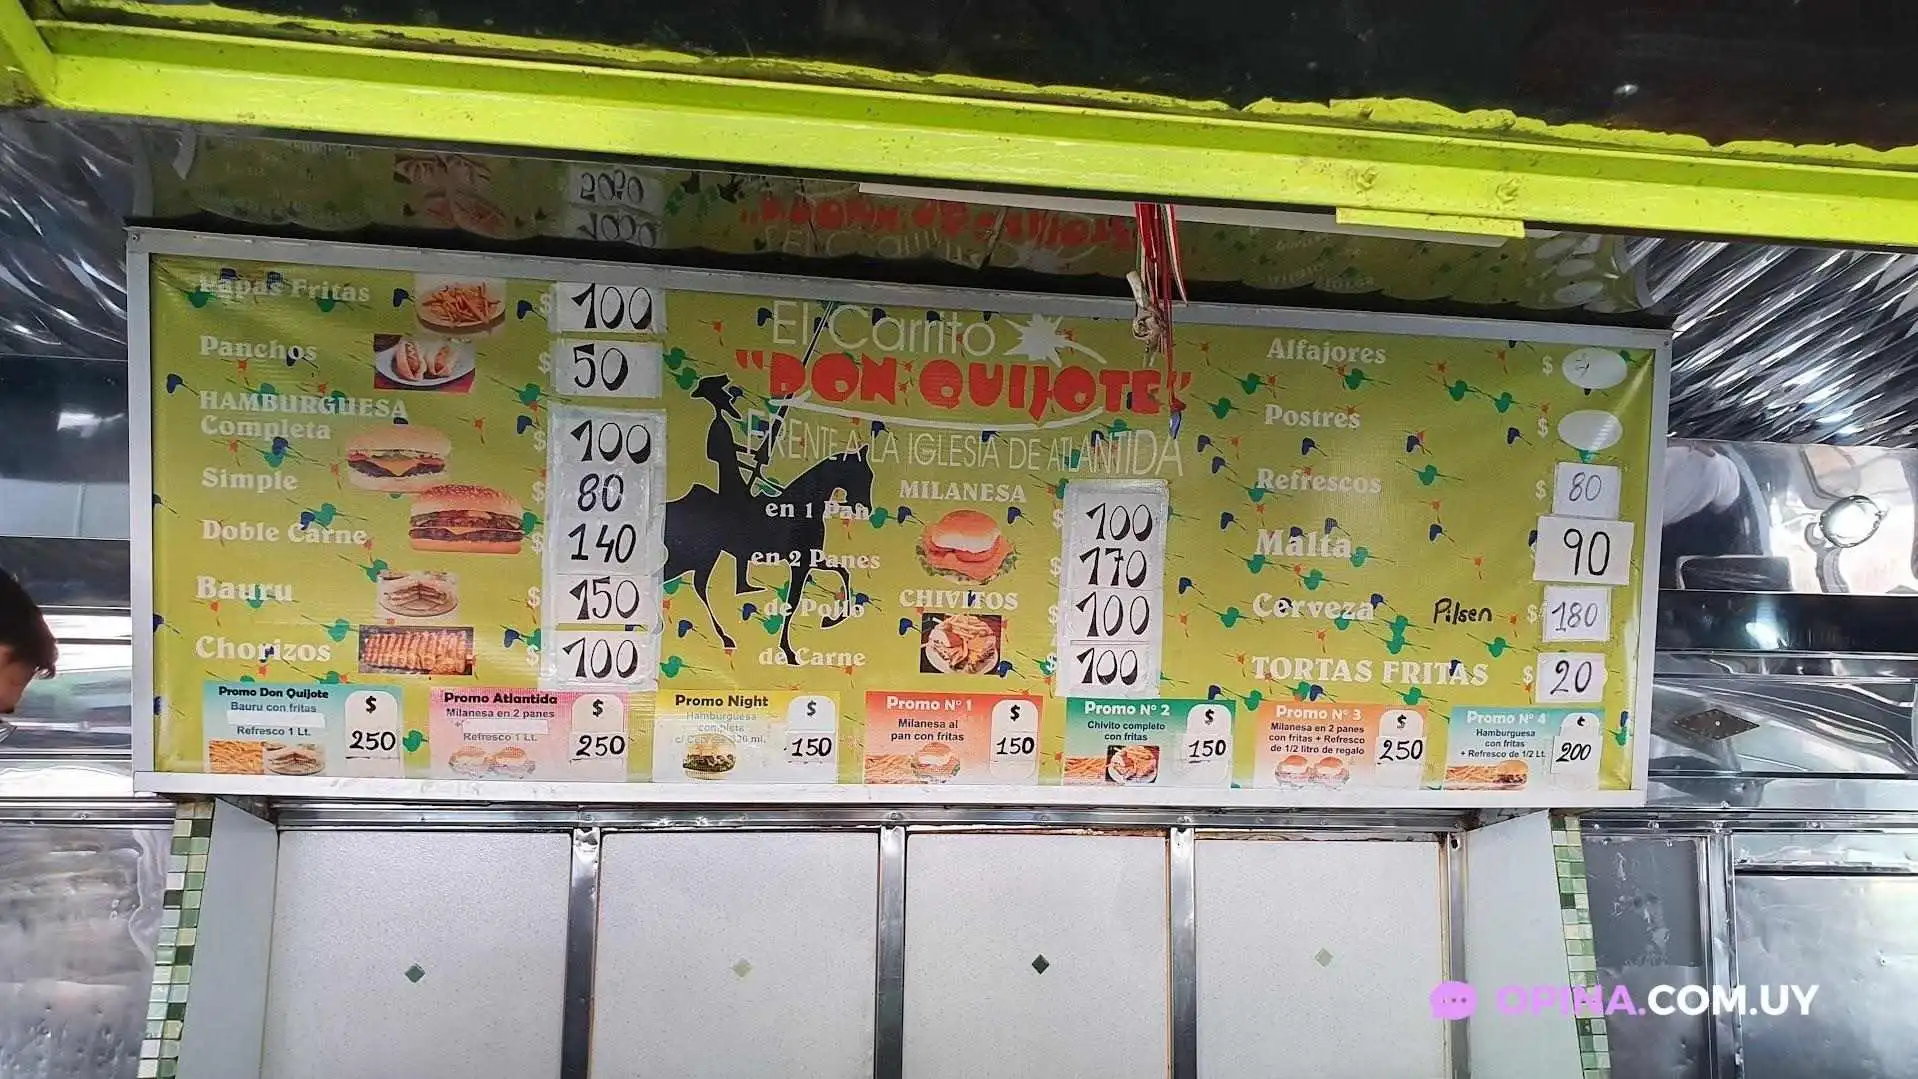 Papas Fritas $ 100
Panchos $ 50
HAMBURGUESA
Completa $ 100
Simple $ 80
Doble Carne $ 140
Bauru $ 150
Chorizos $ 100
El Carrito
"DON QUIJOTE"
FRENTE A LA IGLESIA DE ATLANTIDA
MILANESA
en 1 Pan $ 100
en 2 Panes $ 170
CHIVITOS
de Pollo $ 100
de Carne $ 100
Alfajores $
Postres $
Refrescos $ 80
Malta 90
Cerveza Pilsen $ 180
TORTAS FRITAS $ 20
Promo Don Quijote
Bauru con fritas
Refresco 1 Lt.
$ 250
Promo Atlantida
Milanesa en 2 panes
+
Refresco 1 Lt.
$ 250
Promo Night
Hamburguesa
completa
$ 150
Promo N° 1
Milanesa al
pan con fritas
$ 150
Promo N° 2
Chivito completo
con fritas
$ 150
Promo N° 3
Milanesa en 2 panes
con fritas + Refresco
de 1/2 litro de regalo
$ 250
Promo N° 4
Hamburguesa
con fritas
+ Refresco de 1/2 Lt.
$ 200
OPINA.COM.UY